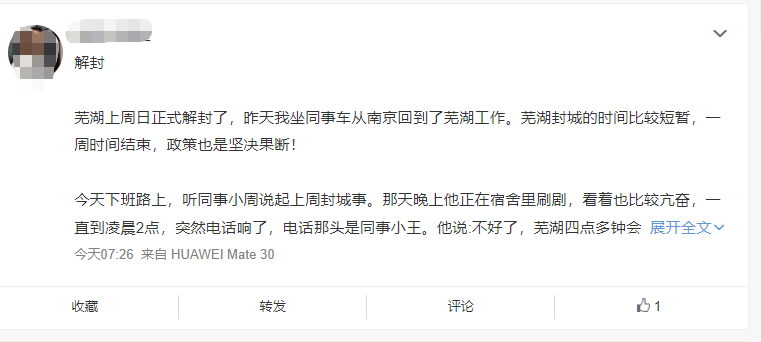 解封
芜湖上周日正式解封了，昨天我坐同事车从南京回到了芜湖工作。芜湖封城的时间比较短暂，一
周时间结束，政策也是坚决果断！
今天下班路上，听同事小周说起上周封城事。那天晚上他正在宿舍里刷剧，看着也比较亢奋，一
直到凌晨2点，突然电话响了，电话那头是同事小王。他说:不好了，芜湖四点多钟会 展开全文
今天07:26 来自 HUAWEI Mate 30
收藏 转发 评论 1